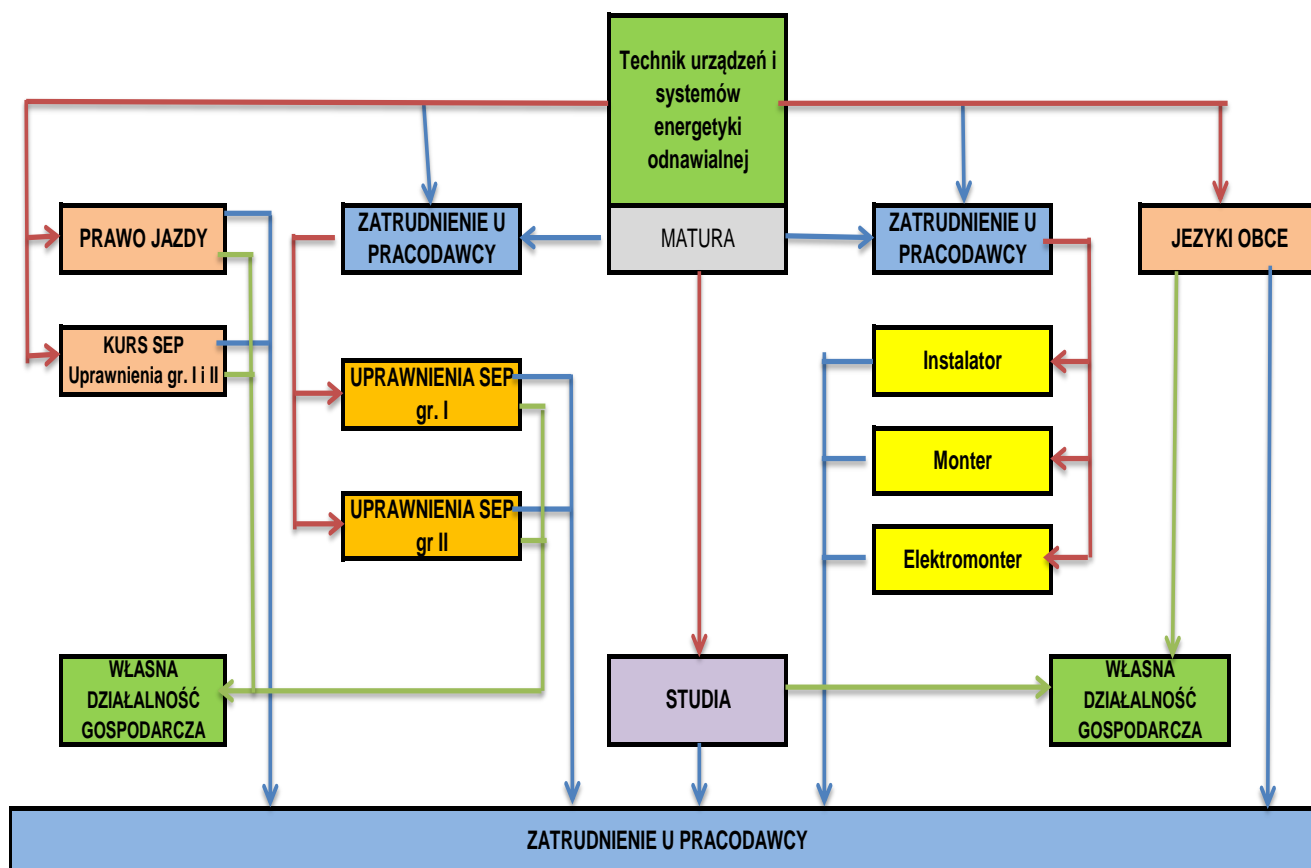 Technik urządzeń i
systemów
energetyki
odnawialnej
PRAWO JAZDY
ZATRUDNIENIE U
PRACODAWCY
MATURA
ZATRUDNIENIE U
PRACODAWCY
JEZYKI OBCE
KURS SEP
Uprawnienia gr. I i II
UPRAWNIENIA SEP
gr. I
Instalator
Monter
UPRAWNIENIA SEP
gr II
Elektromonter
WŁASNA
DZIAŁALNOŚĆ
GOSPODARCZA
STUDIA
WŁASNA
DZIAŁALNOŚĆ
GOSPODARCZA
ZATRUDNIENIE U PRACODAWCY